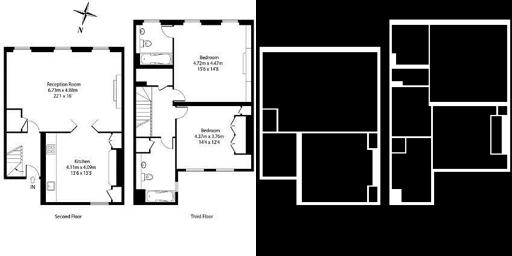 N
Reception Room
6.73m x 4.88m
22'1 x 16'
Kitchen
4.11m x 4.09m
13'6 x 13'5
IN
Second Floor
Bedroom
4.72m x 4.47m
15'6 x 14'8
Bedroom
4.37m x 3.76m
14'4 x 12'4
Third Floor